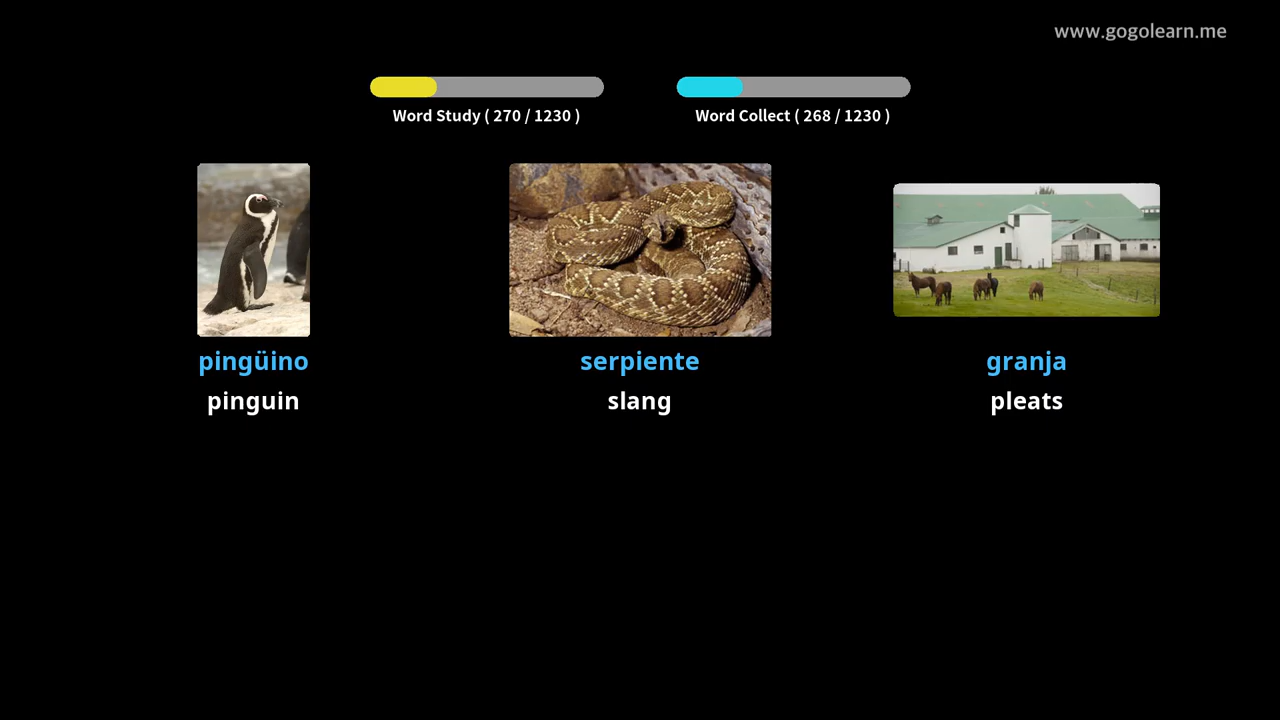 www.gogolearn.me
Word Study ( 270 / 1230 )
Word Collect ( 268 / 1230 )
pingüino
serpiente
granja
pinguin
slang
pleats